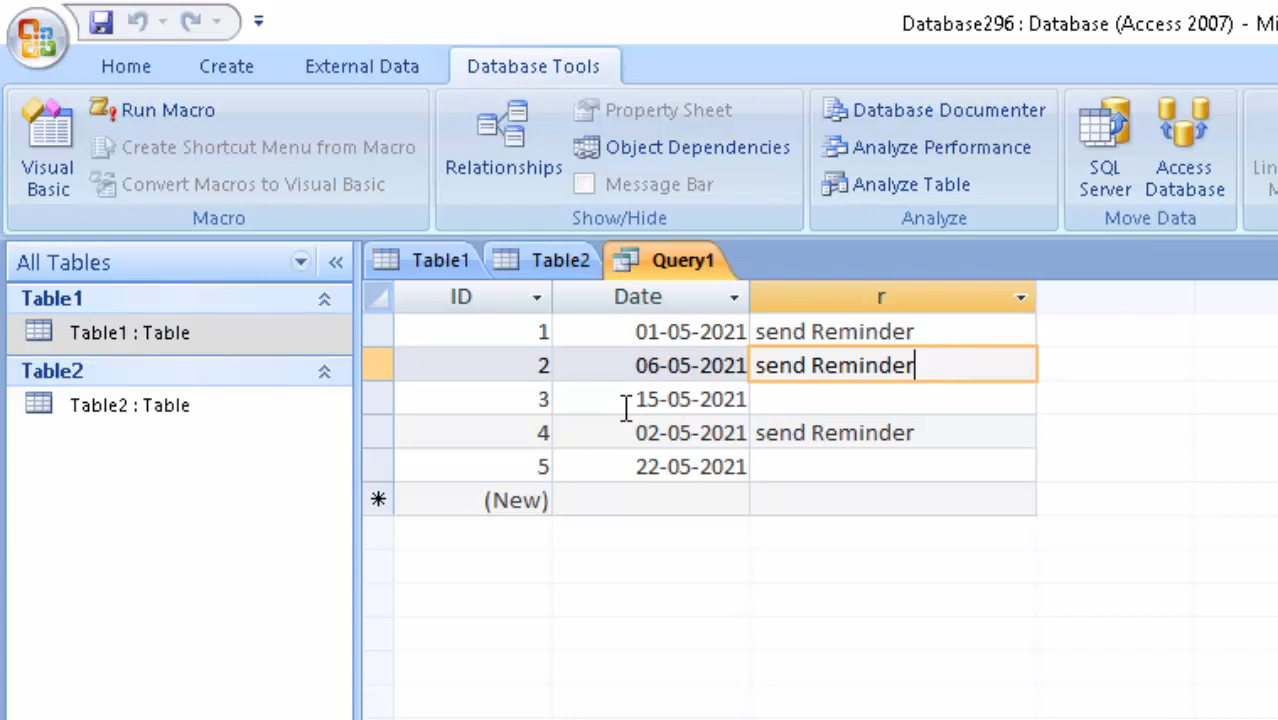 Database296 : Database (Access 2007) - Mi
Home Create External Data Database Tools
Visual Basic
Run Macro
Create Shortcut Menu from Macro
Convert Macros to Visual Basic
Macro
Relationships
Property Sheet
Object Dependencies
Message Bar
Show/Hide
Database Documenter
Analyze Performance
Analyze Table
Analyze
SQL Server
Access Database
Move Data
Lin
All Tables «
Table1
Table1 : Table
Table2
Table2 : Table
Table1 Table2 Query1
ID Date r
1 01-05-2021 send Reminder
2 06-05-2021 send Reminder
3 15-05-2021
4 02-05-2021 send Reminder
5 22-05-2021
* (New)